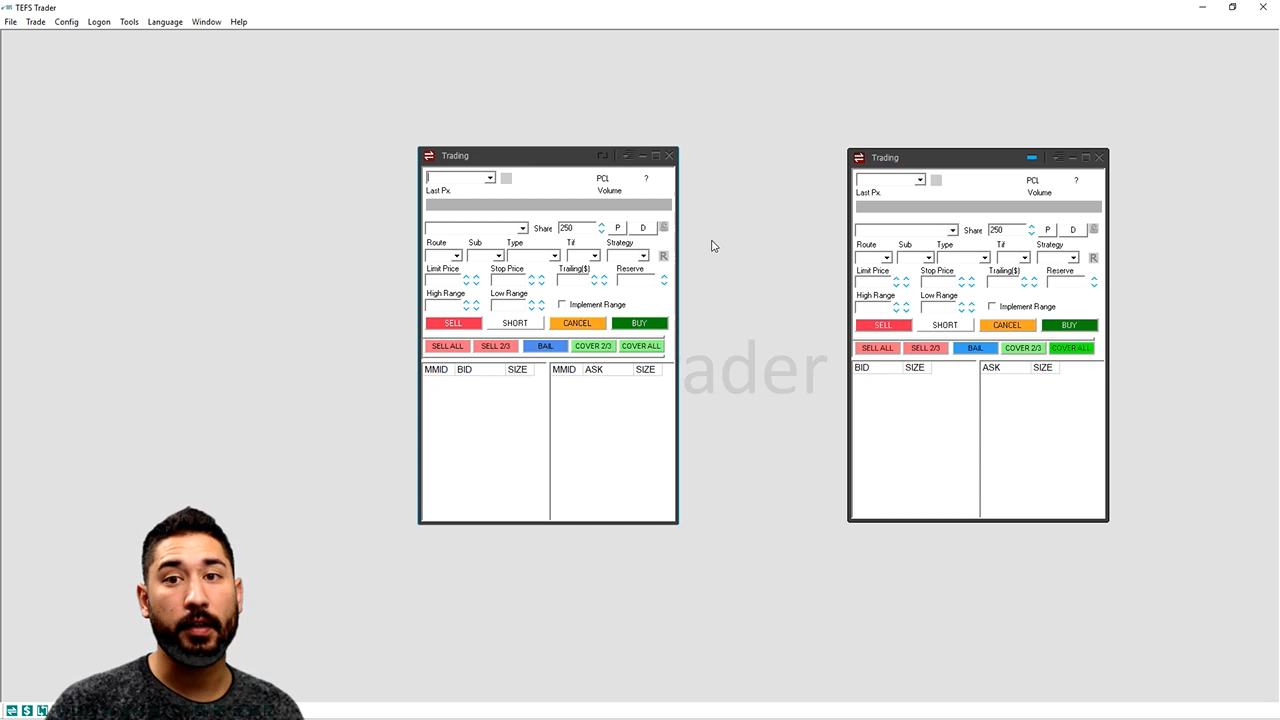 TEFS Trader
File Trade Config Logon Tools Language Window Help
Trading
PCL ?
Last Px. Volume
Share 250 P D
Route Sub Type Tif Strategy
R
Limit Price Stop Price Trailing($) Reserve
High Range Low Range Implement Range
SELL SHORT CANCEL BUY
SELL ALL SELL 2/3 BAIL COVER 2/3 COVER ALL
MMID BID SIZE MMID ASK SIZE
Trading
PCL ?
Last Px. Volume
Share 250 P D
Route Sub Type Tif Strategy
R
Limit Price Stop Price Trailing($) Reserve
High Range Low Range Implement Range
SELL SHORT CANCEL BUY
SELL ALL SELL 2/3 BAIL COVER 2/3 COVER ALL
BID SIZE ASK SIZE
ader